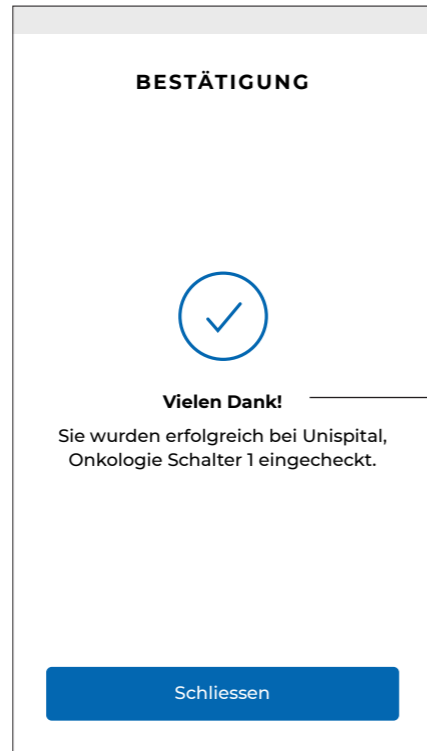 BESTÄTIGUNG
Vielen Dank!
Sie wurden erfolgreich bei Unispital,
Onkologie Schalter 1 eingecheckt.
Schliessen